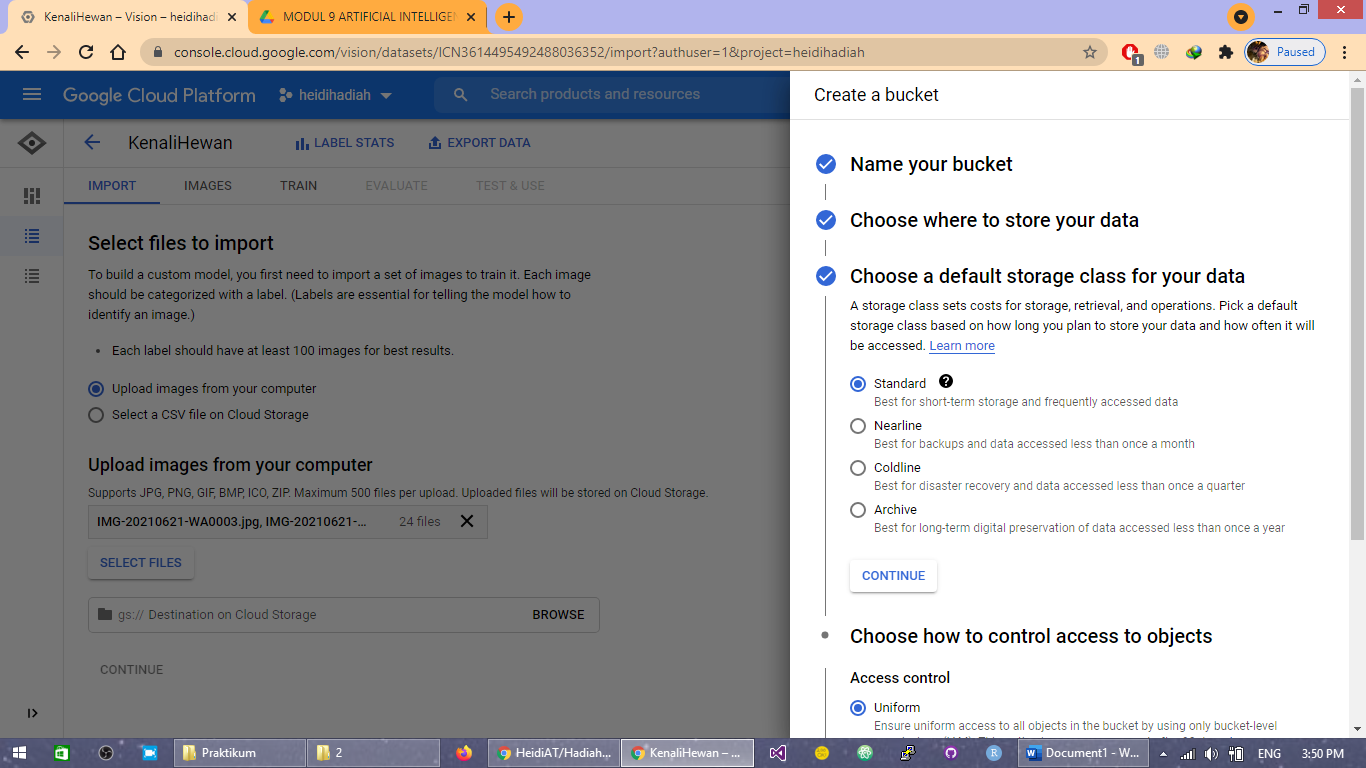 KenaliHewan – Vision – heidihadi
MODUL 9 ARTIFICIAL INTELLIGEN
console.cloud.google.com/vision/datasets/ICN3614495492488036352/import?authuser=1&project=heidihadiah
1
Paused
Google Cloud Platform
heidihadiah
Search products and resources
KenaliHewan
LABEL STATS
EXPORT DATA
IMPORT
IMAGES
TRAIN
EVALUATE
TEST & USE
Select files to import
To build a custom model, you first need to import a set of images to train it. Each image
should be categorized with a label. (Labels are essential for telling the model how to
identify an image.)
• Each label should have at least 100 images for best results.
Upload images from your computer
Select a CSV file on Cloud Storage
Upload images from your computer
Supports JPG, PNG, GIF, BMP, ICO, ZIP. Maximum 500 files per upload. Uploaded files will be stored on Cloud Storage.
IMG-20210621-WA0003.jpg, IMG-20210621-...
24 files
SELECT FILES
gs:// Destination on Cloud Storage
BROWSE
CONTINUE
Create a bucket
Name your bucket
Choose where to store your data
Choose a default storage class for your data
A storage class sets costs for storage, retrieval, and operations. Pick a default
storage class based on how long you plan to store your data and how often it will
be accessed. Learn more
Standard
Best for short-term storage and frequently accessed data
Nearline
Best for backups and data accessed less than once a month
Coldline
Best for disaster recovery and data accessed less than once a quarter
Archive
Best for long-term digital preservation of data accessed less than once a year
CONTINUE
Choose how to control access to objects
Access control
Uniform
Ensure uniform access to all objects in the bucket by using only bucket-level
Praktikum
2
HeidiAT/Hadiah...
KenaliHewan – ...
Document1 - W...
ENG
3:50 PM